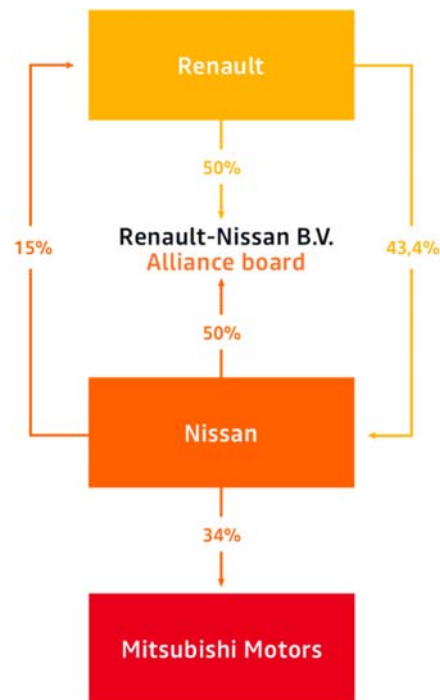 Renault
50%
Renault-Nissan B.V.
Alliance board
15%
43,4%
50%
Nissan
34%
Mitsubishi Motors